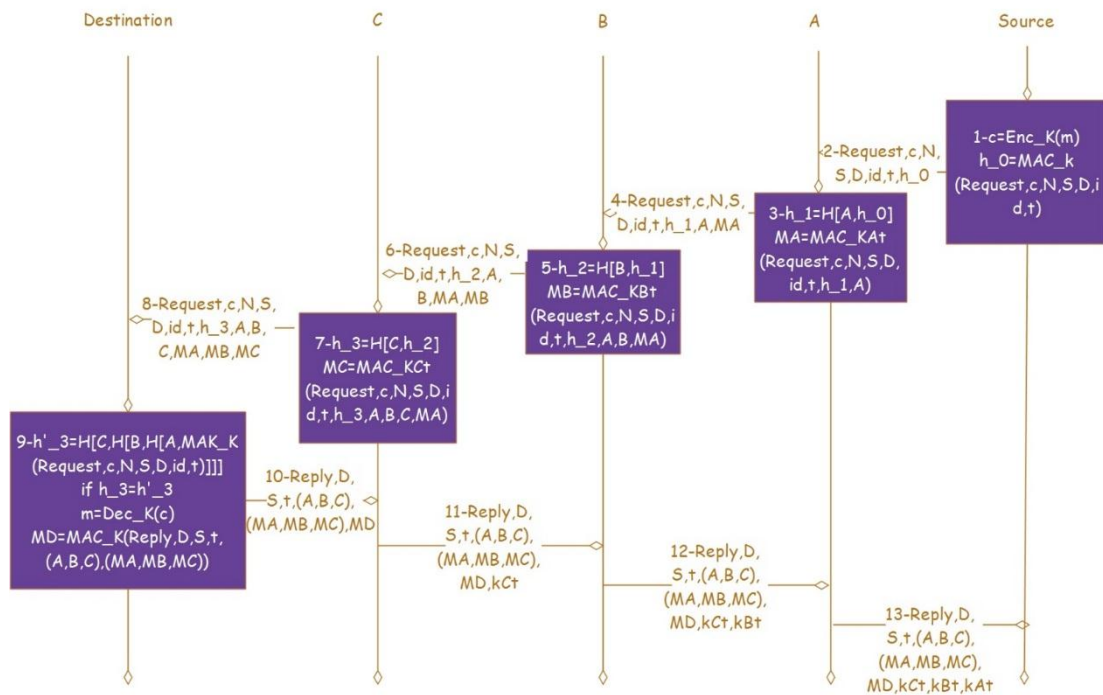 Destination
C
B
A
Source
1-c=Enc_K(m)
h_0=MAC_k
(Request,c,N,S,D,i
d,t)
2-Request,c,N,
S,D,id,t,h_0
3-h_1=H[A,h_0]
MA=MAC_KAt
(Request,c,N,S,D,
id,t,h_1,A)
4-Request,c,N,S,
D,id,t,h_1,A,MA
5-h_2=H[B,h_1]
MB=MAC_KBt
(Request,c,N,S,D,i
d,t,h_2,A,B,MA)
6-Request,c,N,S,
D,id,t,h_2,A,
B,MA,MB
7-h_3=H[C,h_2]
MC=MAC_KCt
(Request,c,N,S,D,i
d,t,h_3,A,B,C,MA)
8-Request,c,N,S,
D,id,t,h_3,A,B,
C,MA,MB,MC
9-h'_3=H[C,H[B,H[A,MAK_K
(Request,c,N,S,D,id,t)]]]
if h_3=h'_3
m=Dec_K(c)
MD=MAC_K(Reply,D,S,t,
(A,B,C),(MA,MB,MC))
10-Reply,D,
S,t,(A,B,C),
(MA,MB,MC),MD
11-Reply,D,
S,t,(A,B,C),
(MA,MB,MC),
MD,kCt
12-Reply,D,
S,t,(A,B,C),
(MA,MB,MC),
MD,kCt,kBt
13-Reply,D,
S,t,(A,B,C),
(MA,MB,MC),
MD,kCt,kBt,kAt